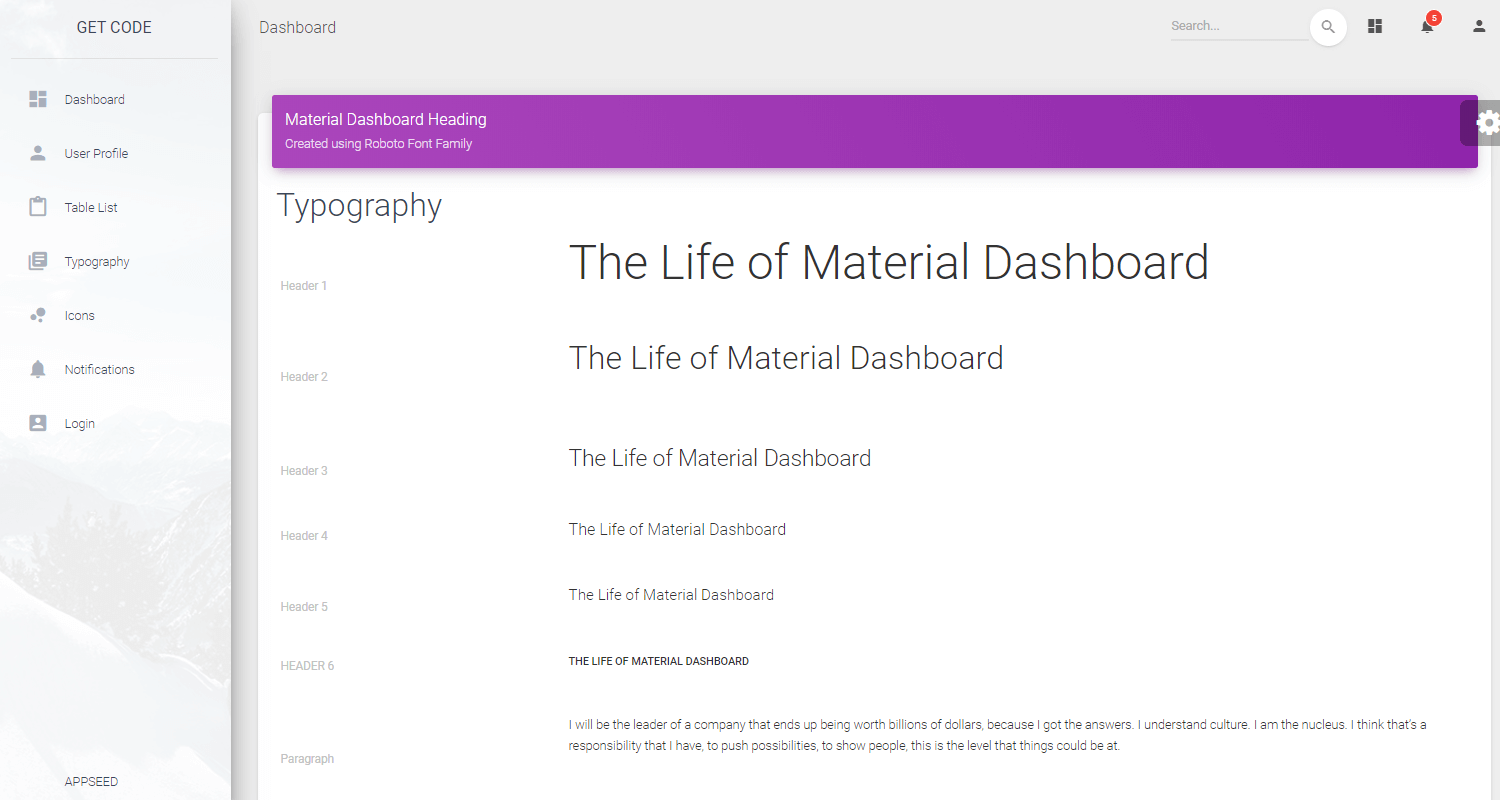 GET CODE
Dashboard
User Profile
Table List
Typography
Icons
Notifications
Login
APPSEED
Dashboard
Search...
5
Material Dashboard Heading
Created using Roboto Font Family
Typography
Header 1
The Life of Material Dashboard
Header 2
The Life of Material Dashboard
Header 3
The Life of Material Dashboard
Header 4
The Life of Material Dashboard
Header 5
The Life of Material Dashboard
HEADER 6
THE LIFE OF MATERIAL DASHBOARD
Paragraph
I will be the leader of a company that ends up being worth billions of dollars, because I got the answers. I understand culture. I am the nucleus. I think that's a
responsibility that I have, to push possibilities, to show people, this is the level that things could be at.